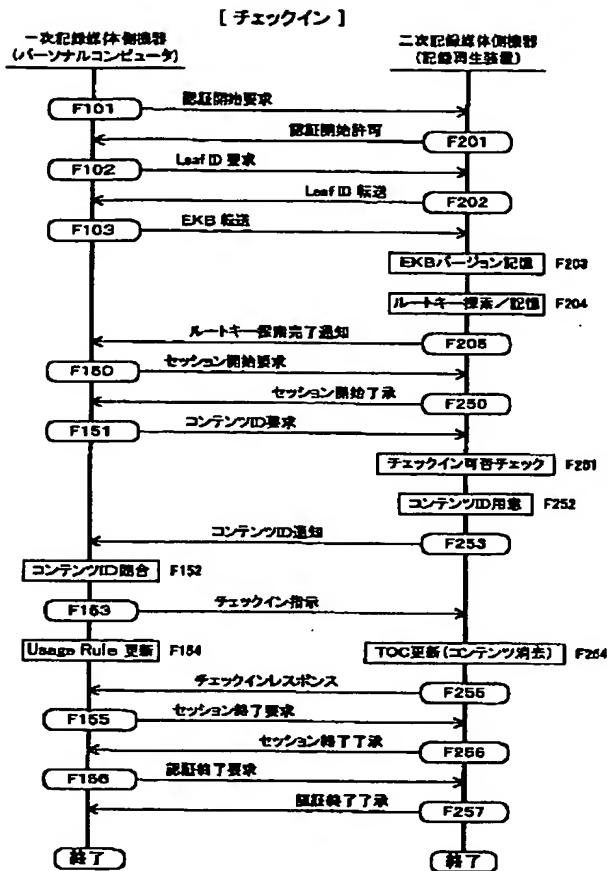 [ チェックイン ]
一次記録媒体側機器
(パーソナルコンピュータ)
二次記録媒体側機器
(記録再生装置)
認証開始要求
F101
認証開始許可
F201
Leaf ID 要求
F102
Leaf ID 転送
F202
EKB 転送
F103
EKBバージョン記憶 F203
ルートキー探索/記憶 F204
ルートキー探索完了通知
F205
セッション開始要求
F150
セッション開始了承
F250
コンテンツID要求
F151
チェックイン可否チェック F251
コンテンツID用意 F252
コンテンツID通知
F253
コンテンツID照合 F152
チェックイン指示
F153
Usage Rule 更新 F154
TOC更新(コンテンツ消去) F254
チェックインレスポンス
F255
セッション終了要求
F155
セッション終了了承
F256
認証終了要求
F156
認証終了了承
F257
終了
終了